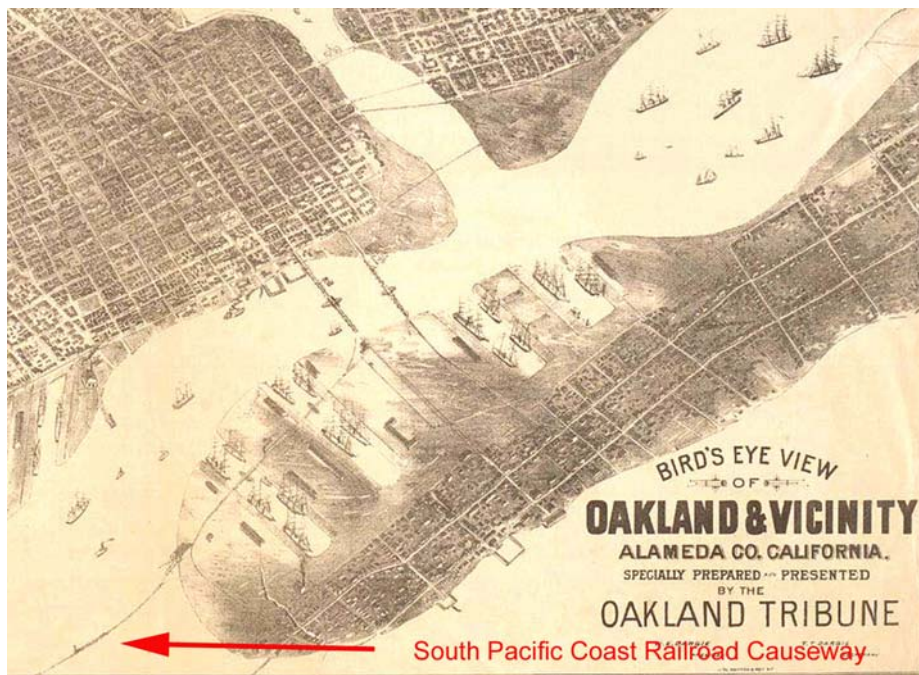 BIRD'S EYE VIEW
OF
OAKLAND & VICINITY
ALAMEDA CO. CALIFORNIA.
SPECIALLY PREPARED AND PRESENTED
BY THE
OAKLAND TRIBUNE
South Pacific Coast Railroad Causeway